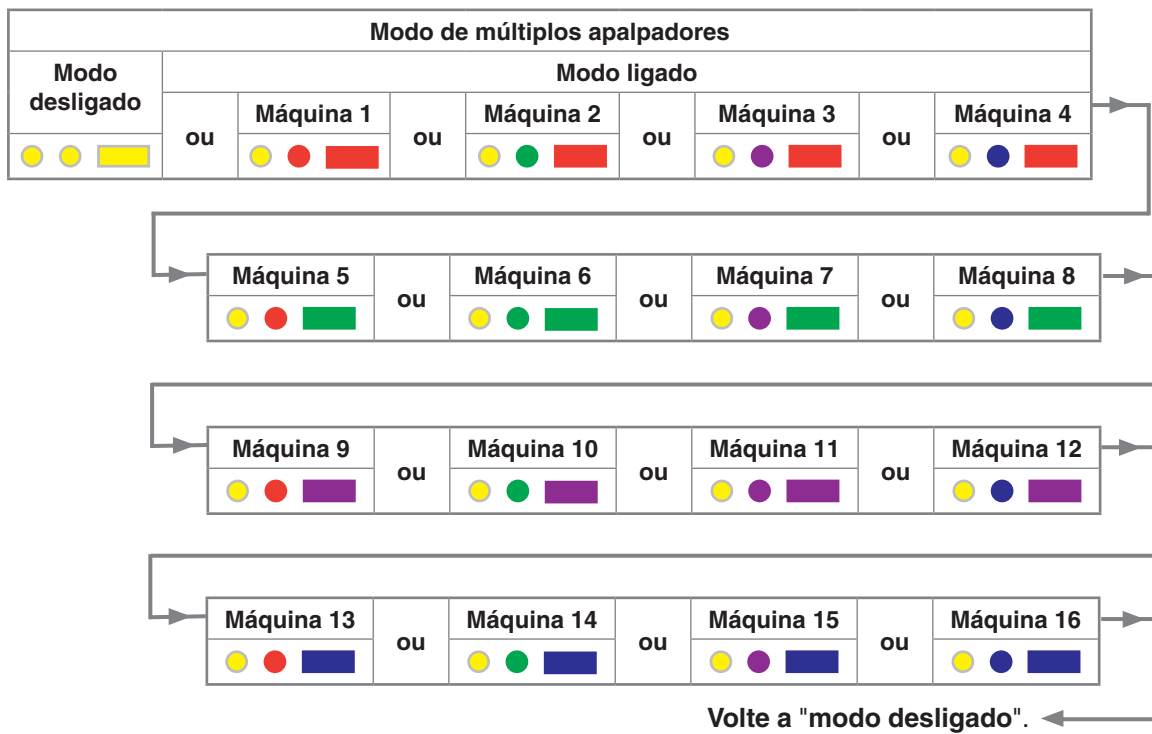 Modo de múltiplos apalpadores
Modo desligado
Modo ligado
ou
Máquina 1
ou
Máquina 2
ou
Máquina 3
ou
Máquina 4
Máquina 5
ou
Máquina 6
ou
Máquina 7
ou
Máquina 8
Máquina 9
ou
Máquina 10
ou
Máquina 11
ou
Máquina 12
Máquina 13
ou
Máquina 14
ou
Máquina 15
ou
Máquina 16
Volte a "modo desligado".